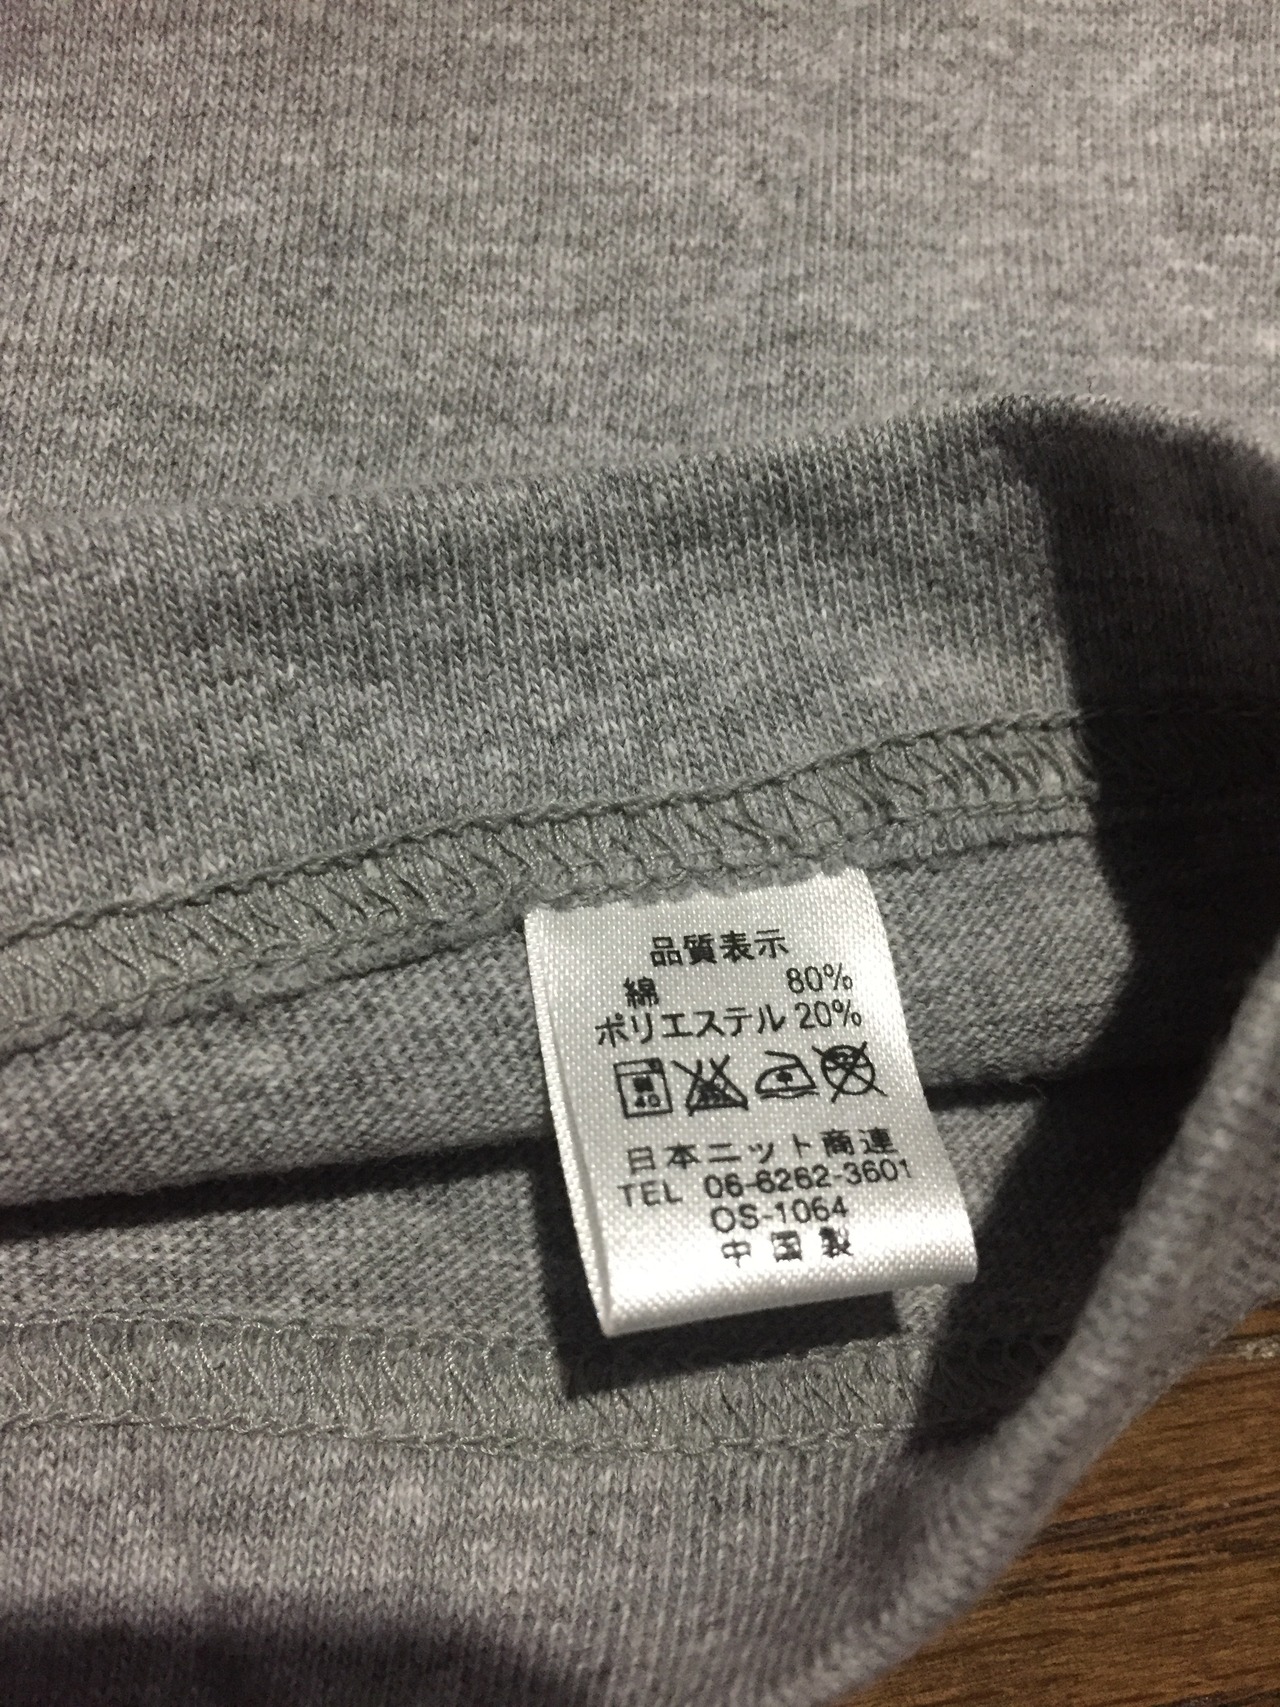 品質表示
綿 80%
ポリエステル 20%
40
日本ニット商連
TEL 06-6262-3601
OS-1064
中国製